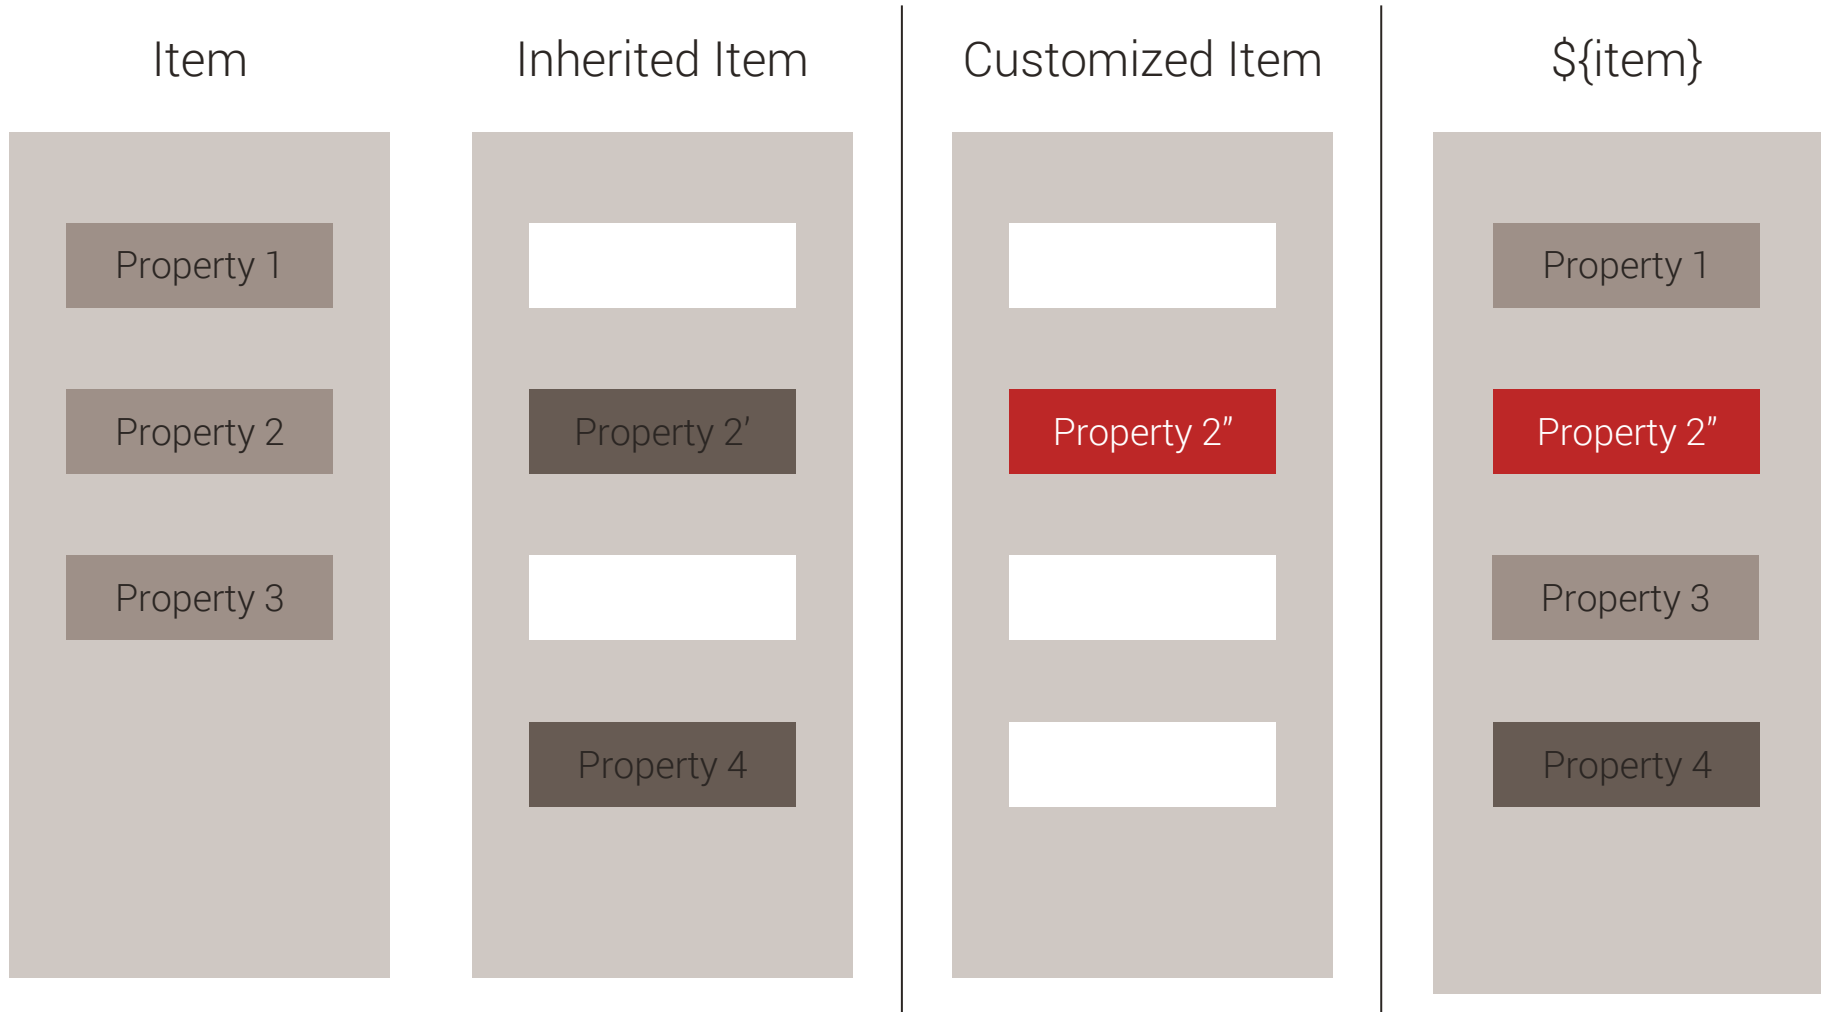 Item
Property 1
Property 2
Property 3
Inherited Item
Property 2’
Property 4
Customized Item
Property 2”
${item}
Property 1
Property 2”
Property 3
Property 4